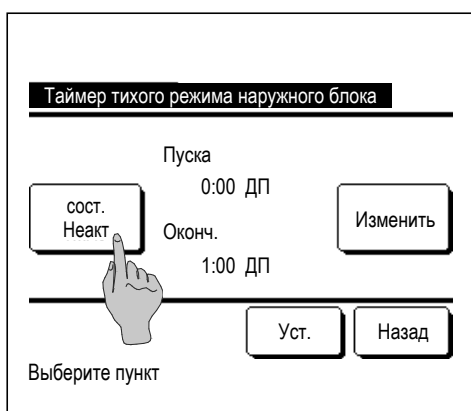 Таймер тихого режима наружного блока
Пуска
0:00 ДП
сост.
Неакт
Изменить
Оконч.
1:00 ДП
Уст.
Назад
Выберите пункт